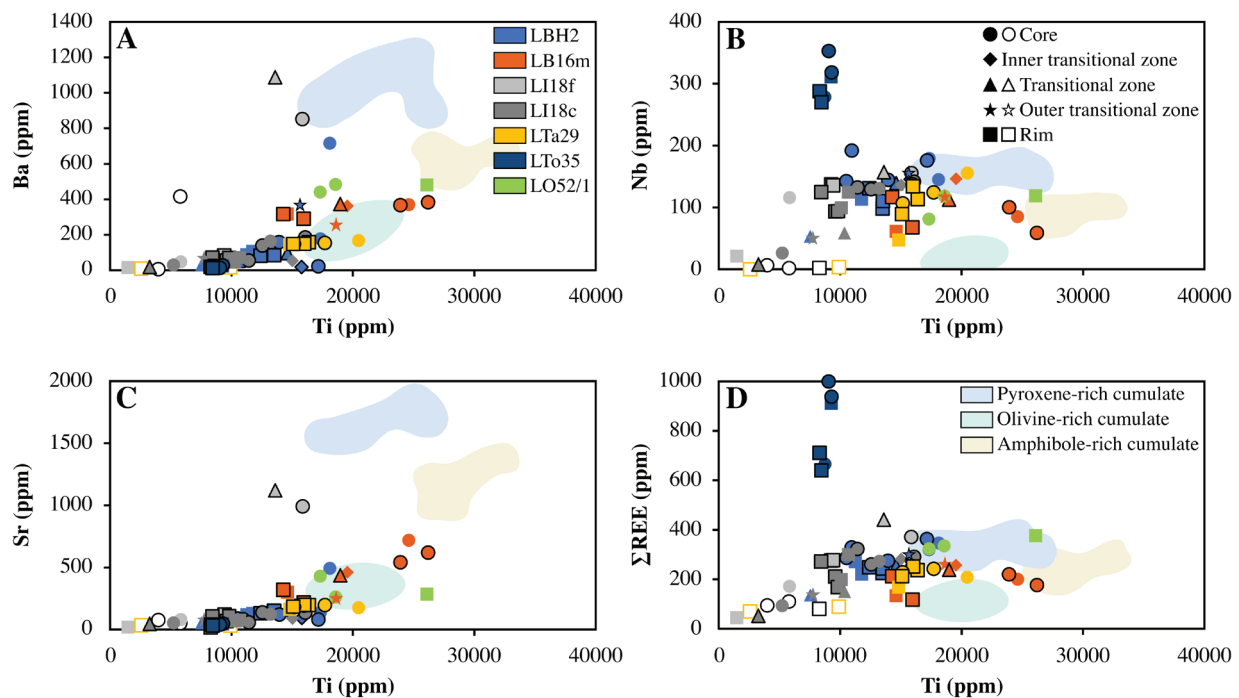 A
Ba (ppm)
1400
1200
1000
800
600
400
200
0
0 10000 20000 30000 40000
Ti (ppm)
LBH2
LB16m
LI18f
LI18c
LTa29
LTo35
LO52/1
B
Nb (ppm)
400
300
200
100
0
0 10000 20000 30000 40000
Ti (ppm)
Core
Inner transitional zone
Transitional zone
Outer transitional zone
Rim
C
Sr (ppm)
2000
1500
1000
500
0
0 10000 20000 30000 40000
Ti (ppm)
D
∑REE (ppm)
1000
800
600
400
200
0
0 10000 20000 30000 40000
Ti (ppm)
Pyroxene-rich cumulate
Olivine-rich cumulate
Amphibole-rich cumulate